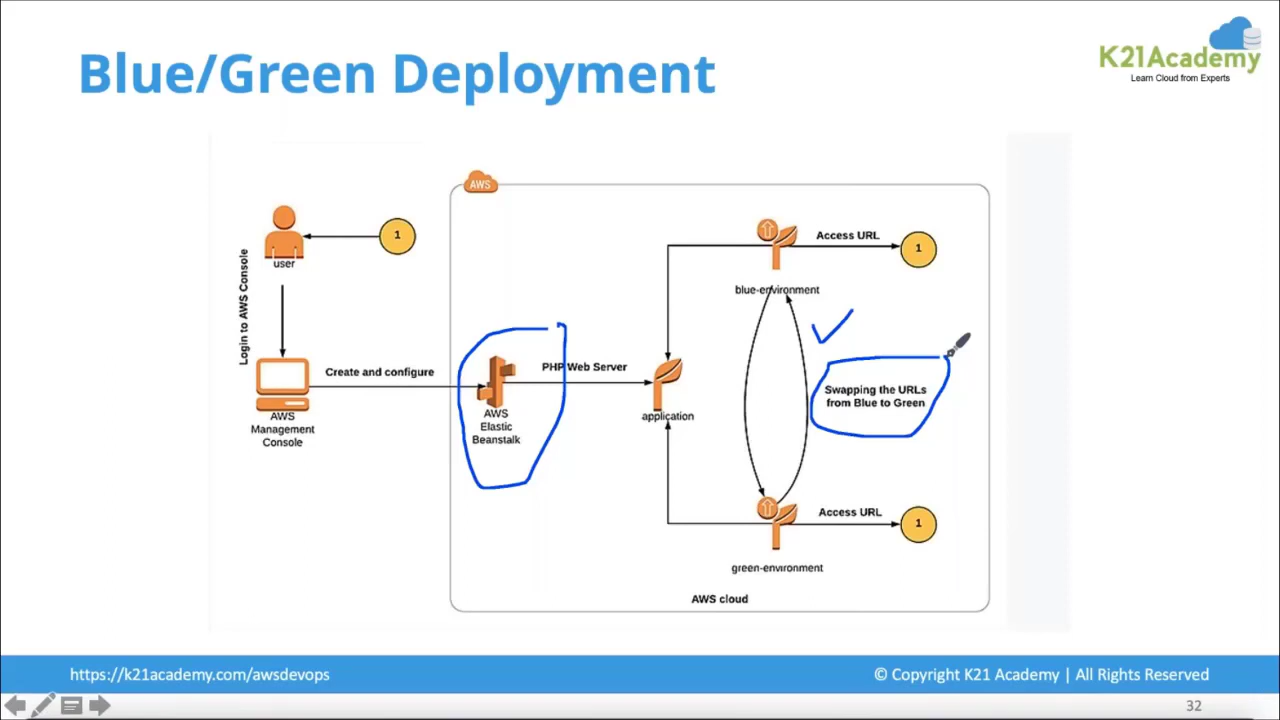 Blue/Green Deployment
K21Academy
Learn Cloud from Experts
AWS
1
user
Login to AWS Console
Create and configure
AWS
Management
Console
AWS
Elastic
Beanstalk
PHP Web Server
application
blue-environment
Access URL
1
Swapping the URLs
from Blue to Green
green-environment
Access URL
1
AWS cloud
https://k21academy.com/awsdevops
© Copyright K21 Academy | All Rights Reserved
32